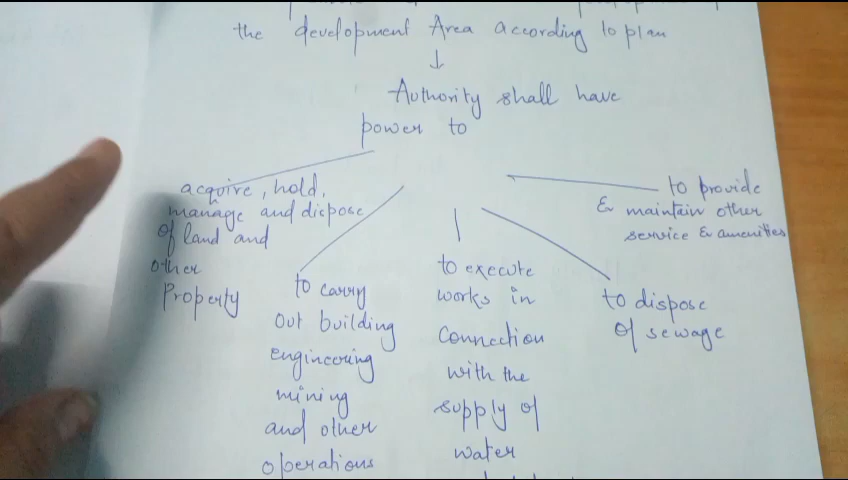 the development Area according to plan
↓
Authority shall have
power to
acquire, hold,
manage and dispose
of land and
other
Property
to carry
out building
engineering
mining
and other
operations
to execute
works in
connection
with the
supply of
water
to dispose
of sewage
to provide
& maintain other
service & amenities